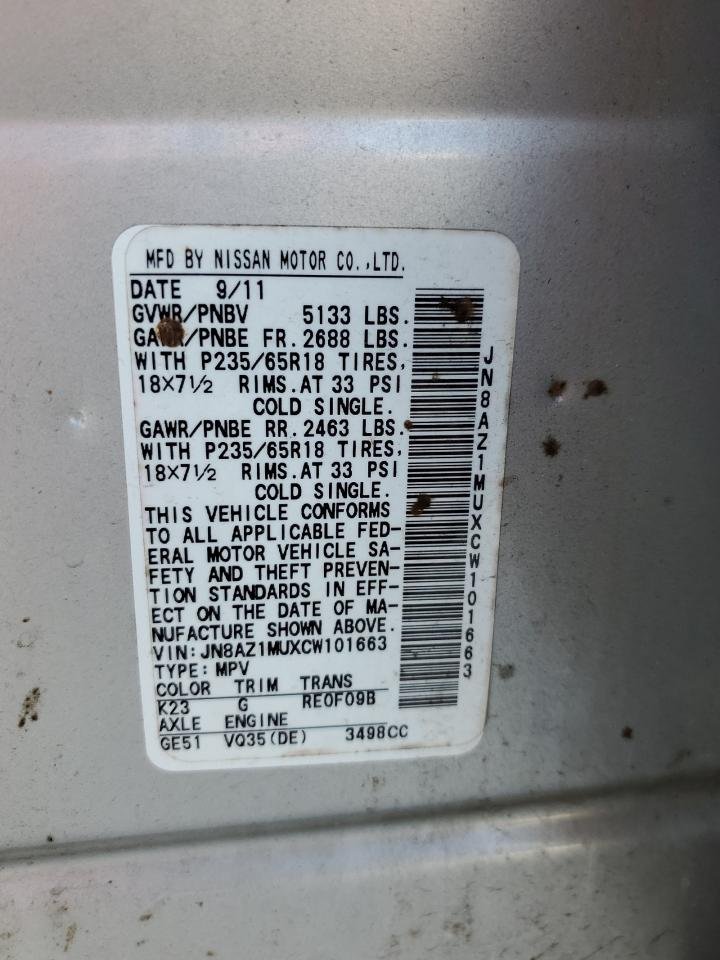 MFD BY NISSAN MOTOR CO.,LTD.
DATE 9/11
GVWR/PNBV 5133 LBS.
GAWR/PNBE FR. 2688 LBS.
WITH P235/65R18 TIRES,
18×7½ RIMS. AT 33 PSI
COLD SINGLE.
GAWR/PNBE RR. 2463 LBS.
WITH P235/65R18 TIRES,
18×7½ RIMS. AT 33 PSI
COLD SINGLE.
THIS VEHICLE CONFORMS
TO ALL APPLICABLE FED-
ERAL MOTOR VEHICLE SA-
FETY AND THEFT PREVEN-
TION STANDARDS IN EFF-
ECT ON THE DATE OF MA-
NUFACTURE SHOWN ABOVE.
VIN: JN8AZ1MUXCW101663
TYPE: MPV
COLOR TRIM TRANS
K23 G RE0F09B
AXLE ENGINE
GE51 VQ35(DE) 3498CC
JN8AZ1MUXCW101663